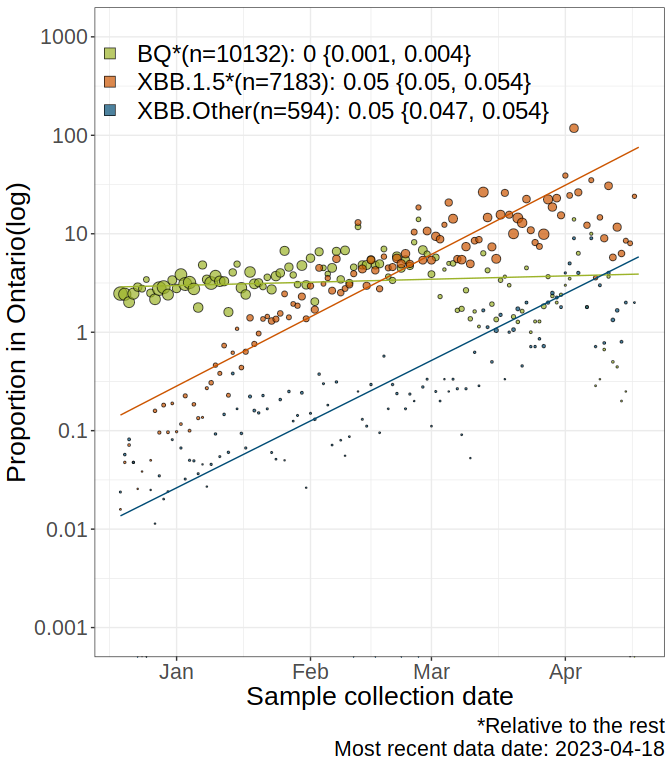 BQ*(n=10132): 0 {0.001, 0.004}
XBB.1.5*(n=7183): 0.05 {0.05, 0.054}
XBB.Other(n=594): 0.05 {0.047, 0.054}
Proportion in Ontario(log)
1000
100
10
1
0.1
0.01
0.001
Jan Feb Mar Apr
Sample collection date
*Relative to the rest
Most recent data date: 2023-04-18